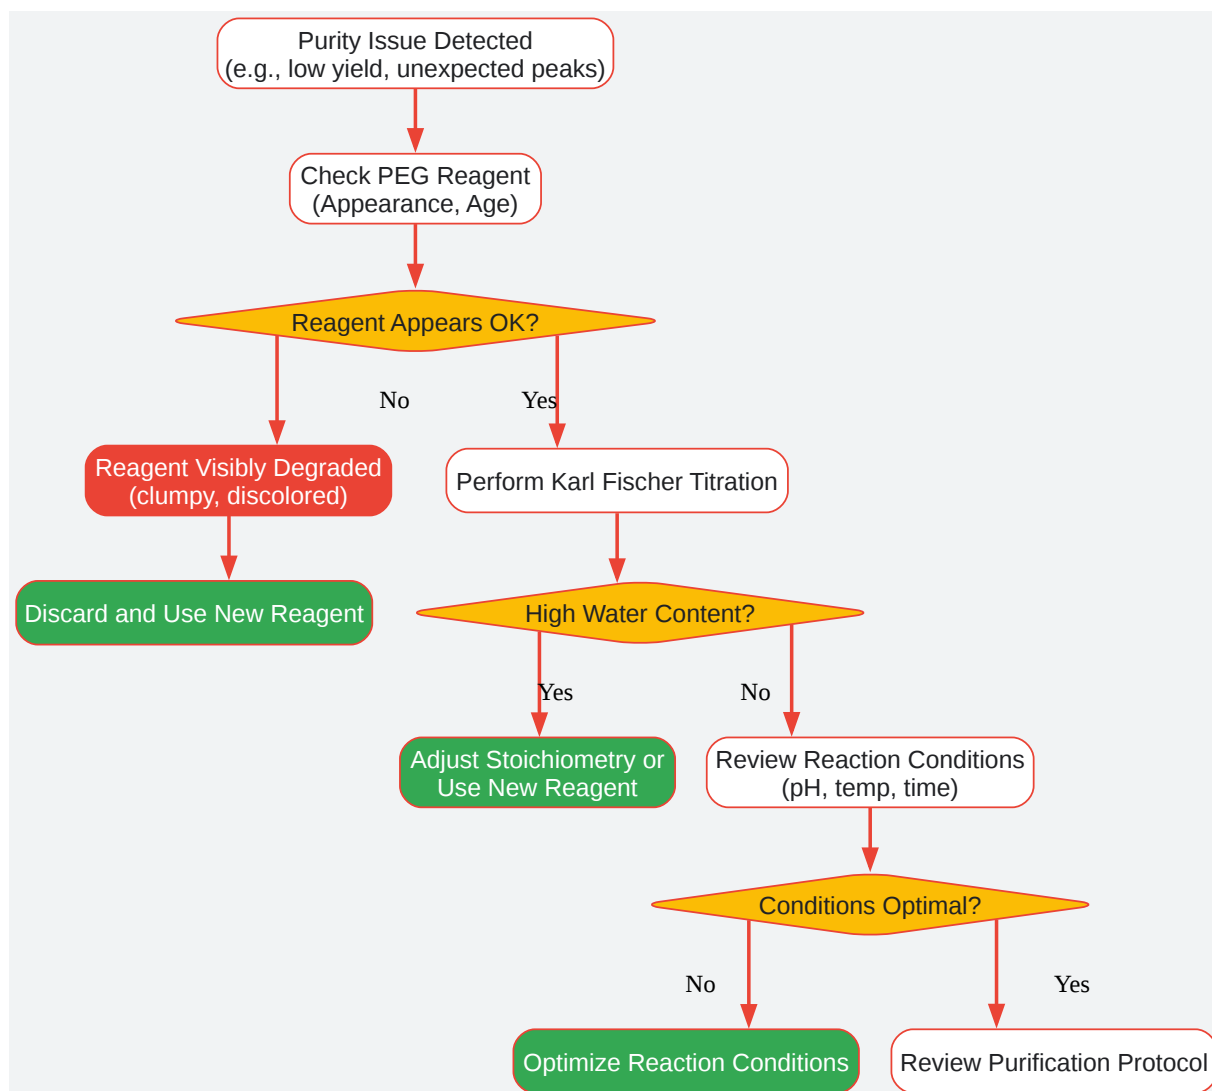 Purity Issue Detected
(e.g., low yield, unexpected peaks)
Check PEG Reagent
(Appearance, Age)
Reagent Appears OK?
No
Yes
Reagent Visibly Degraded
(clumpy, discolored)
Perform Karl Fischer Titration
Discard and Use New Reagent
High Water Content?
Yes
No
Adjust Stoichiometry or
Use New Reagent
Review Reaction Conditions
(pH, temp, time)
Conditions Optimal?
No
Yes
Optimize Reaction Conditions
Review Purification Protocol